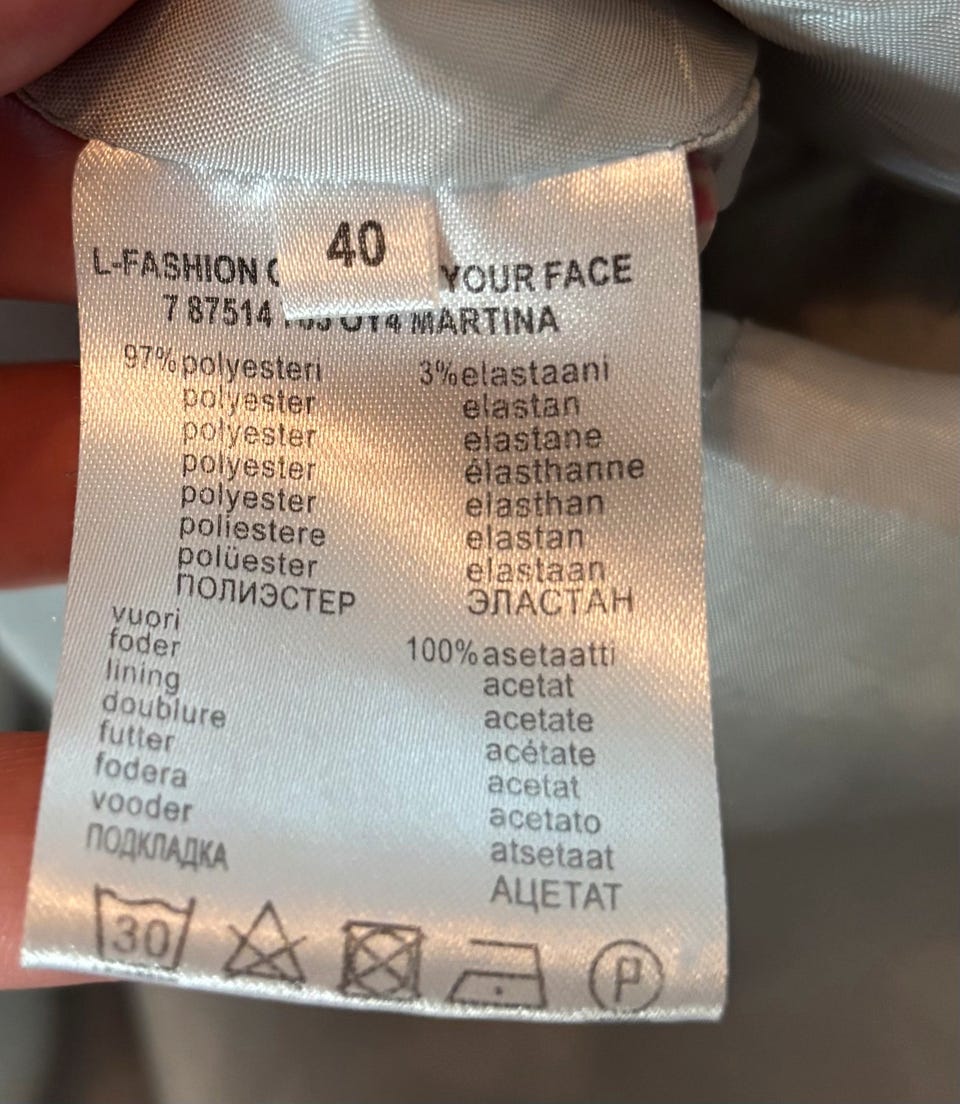 40
L-FASHION YOUR FACE
7 87514 MARTINA
97% polyesteri 3% elastaani
polyester elastan
polyester elastane
polyester élasthanne
polyester elasthan
poliestere elastan
polüester elastaan
ПОЛИЭСТЕР ЭЛАСТАН
vuori 100% asetaatti
foder acetat
lining acetate
doublure acétate
futter acetat
fodera acetato
vooder atsetaat
ПОДКЛАДКА АЦЕТАТ
30 P